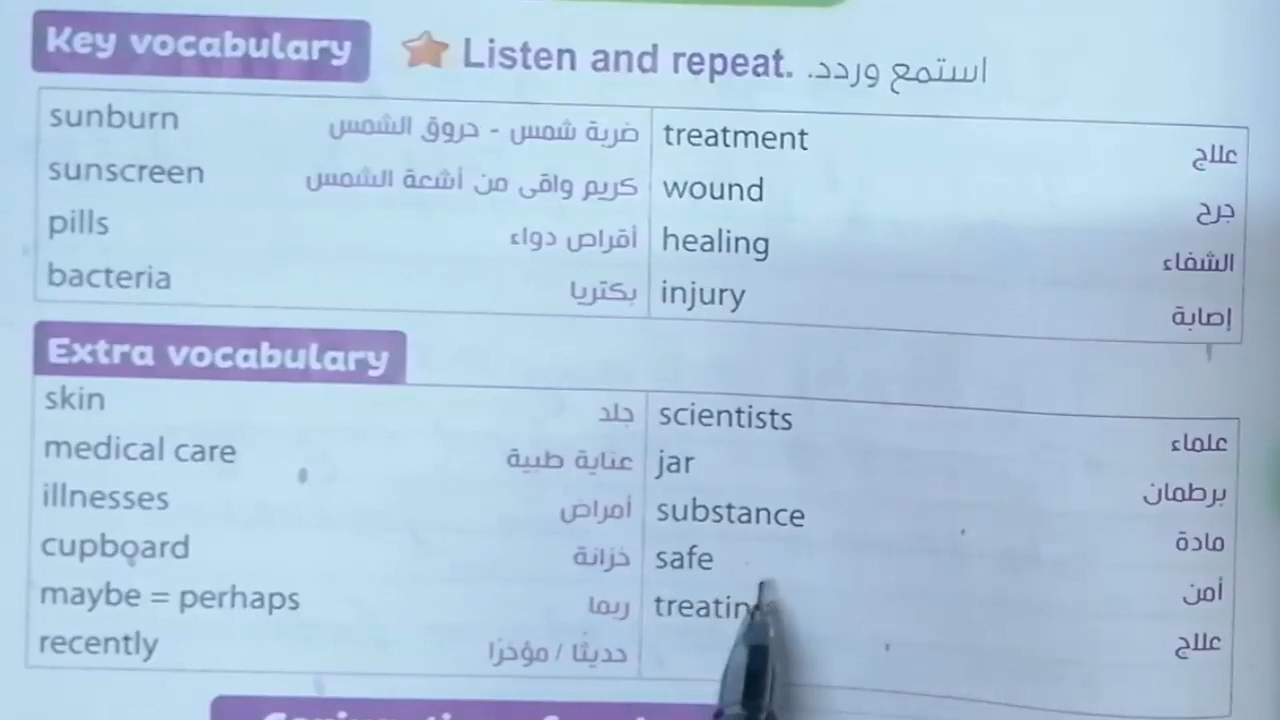 Key vocabulary
Listen and repeat. استمع وردد.
sunburn ضربة شمس - حروق الشمس
sunscreen كريم واقى من أشعة الشمس
pills أقراص دواء
bacteria بكتريا
treatment علاج
wound جرح
healing الشفاء
injury إصابة
Extra vocabulary
skin جلد
medical care عناية طبية
illnesses أمراض
cupboard خزانة
maybe = perhaps ربما
recently حديثًا / مؤخرًا
scientists علماء
jar برطمان
substance مادة
safe أمن
علاج